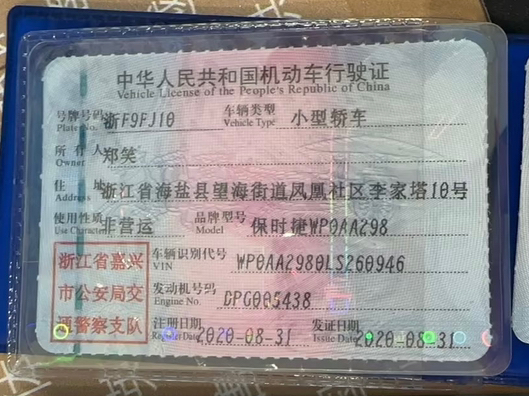 中华人民共和国机动车行驶证
Vehicle License of the People's Republic of China
号牌号码 浙F9FJ10 车辆类型 小型轿车
Plate No. Vehicle Type
所有人 郑笑
Owner
住址 浙江省海盐县望海街道凤凰社区李家塔10号
Address
使用性质 非营运 品牌型号 保时捷WP0AA298
Use Character Model
浙江省嘉兴
市公安局交
通警察支队
车辆识别代号 WP0AA2980LS260946
VIN
发动机号码 DPG005438
Engine No.
注册日期 2020-08-31 发证日期 2020-08-31
Register Date Issue Date